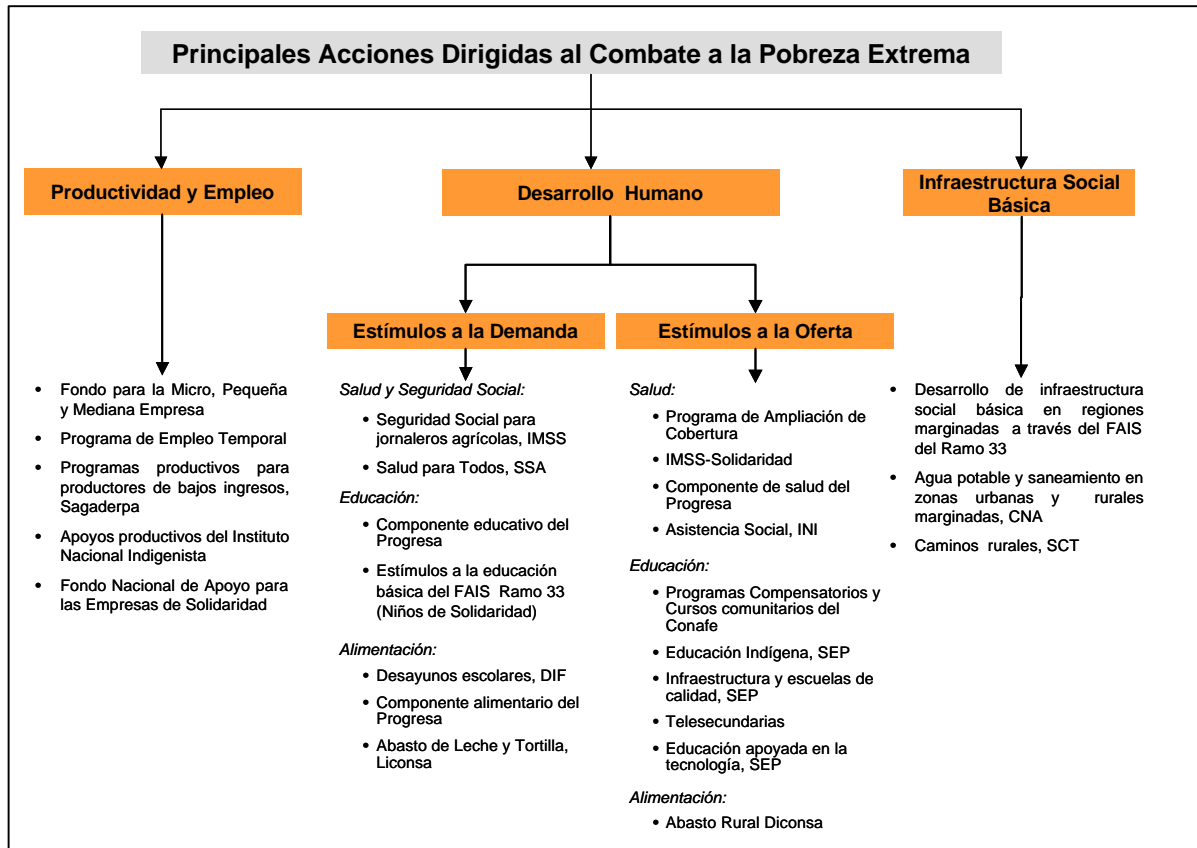 Principales Acciones Dirigidas al Combate a la Pobreza Extrema
Productividad y Empleo
• Fondo para la Micro, Pequeña
y Mediana Empresa
• Programa de Empleo Temporal
• Programas productivos para
productores de bajos ingresos,
Sagaderpa
• Apoyos productivos del Instituto
Nacional Indigenista
• Fondo Nacional de Apoyo para
las Empresas de Solidaridad
Desarrollo Humano
Estímulos a la Demanda
Salud y Seguridad Social:
• Seguridad Social para
jornaleros agrícolas, IMSS
• Salud para Todos, SSA
Educación:
• Componente educativo del
Progresa
• Estímulos a la educación
básica del FAIS Ramo 33
(Niños de Solidaridad)
Alimentación:
• Desayunos escolares, DIF
• Componente alimentario del
Progresa
• Abasto de Leche y Tortilla,
Liconsa
Estímulos a la Oferta
Salud:
• Programa de Ampliación de
Cobertura
• IMSS-Solidaridad
• Componente de salud del
Progresa
• Asistencia Social, INI
Educación:
• Programas Compensatorios y
Cursos comunitarios del
Conafe
• Educación Indígena, SEP
• Infraestructura y escuelas de
calidad, SEP
• Telesecundarias
• Educación apoyada en la
tecnología, SEP
Alimentación:
• Abasto Rural Diconsa
Infraestructura Social
Básica
• Desarrollo de infraestructura
social básica en regiones
marginadas a través del FAIS
del Ramo 33
• Agua potable y saneamiento en
zonas urbanas y rurales
marginadas, CNA
• Caminos rurales, SCT